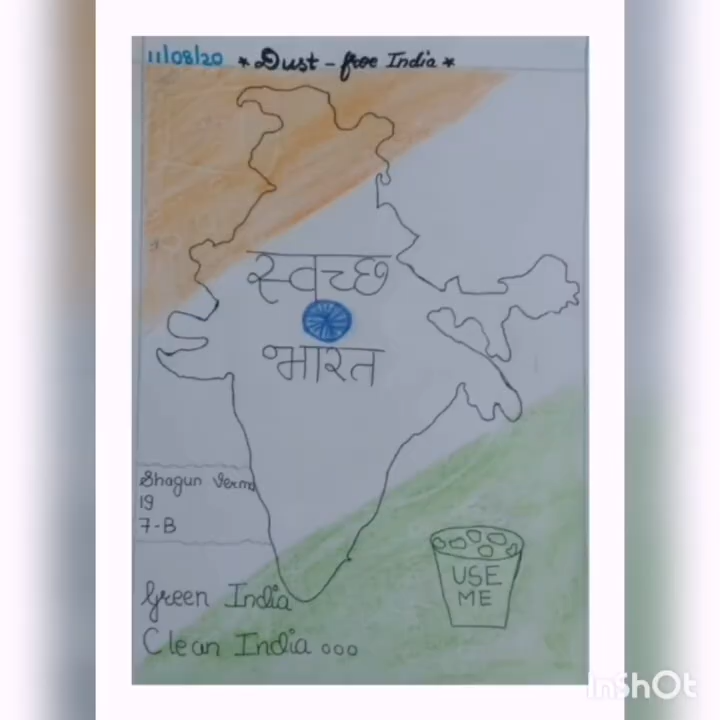 11/08/20 * Dust-free India *
स्वच्छ
भारत
Shagun Verma
19
7-B
Green India
Clean India ooo
USE
ME
InShOt